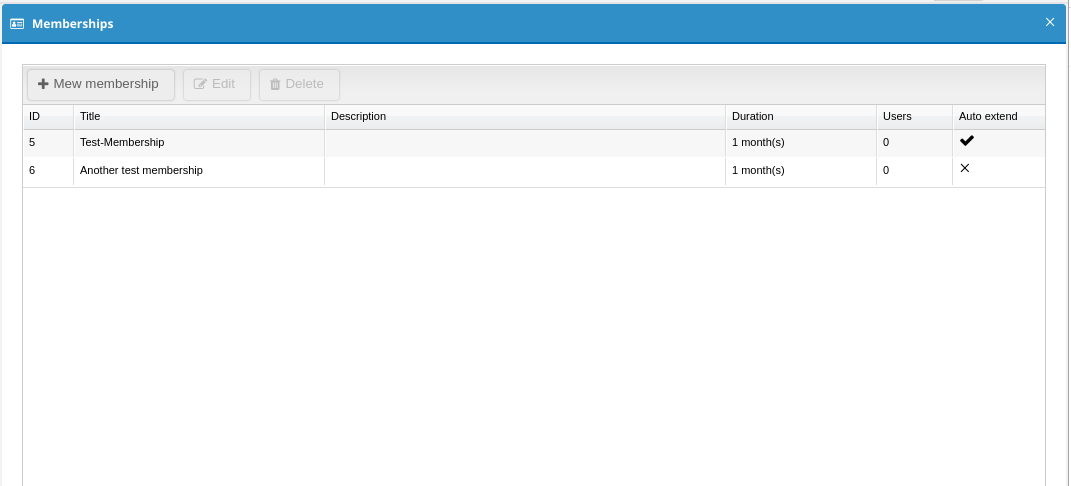 Memberships
Mew membership Edit Delete
ID Title Description Duration Users Auto extend
5 Test-Membership 1 month(s) 0
6 Another test membership 1 month(s) 0